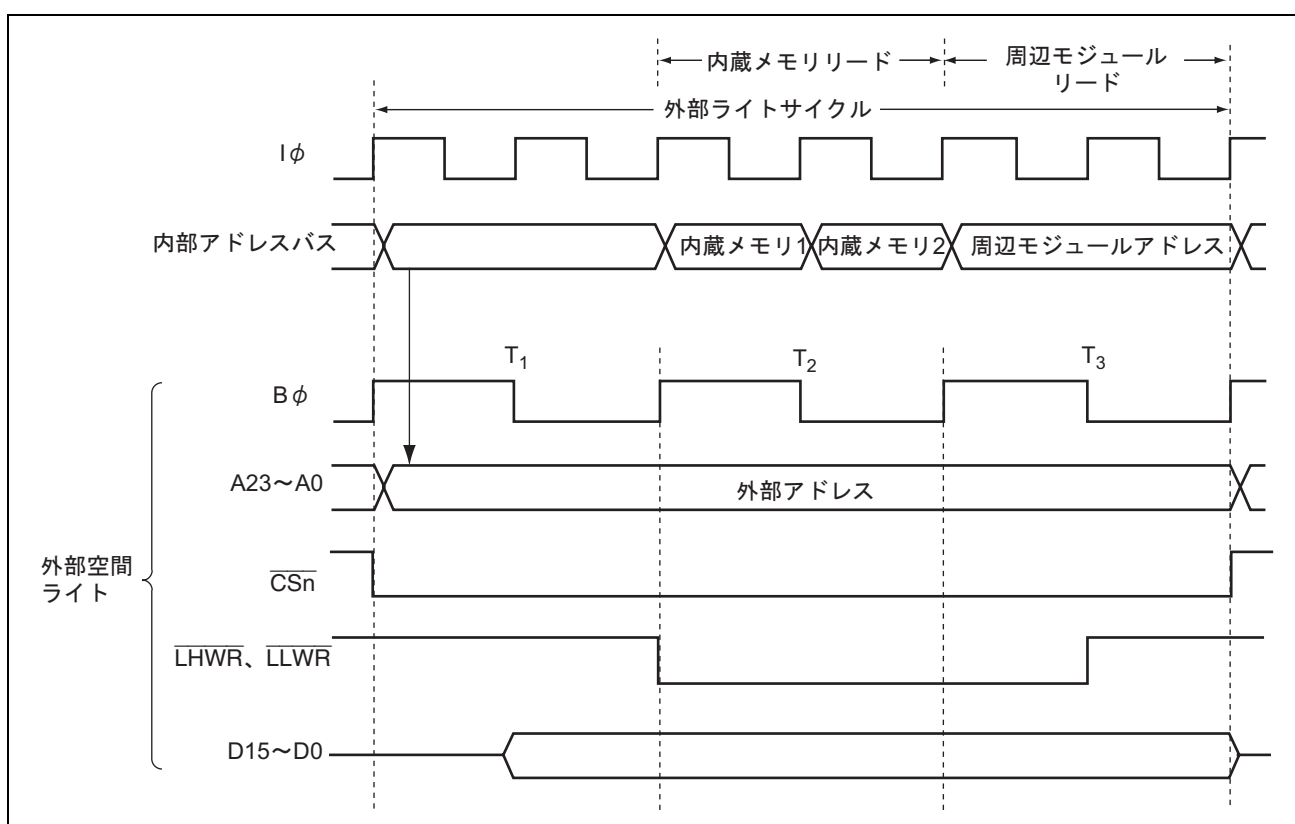 内蔵メモリリード
周辺モジュール
リード
外部ライトサイクル
Iφ
内部アドレスバス
内蔵メモリ1
内蔵メモリ2
周辺モジュールアドレス
T1
T2
T3
Bφ
A23～A0
外部アドレス
外部空間
ライト
CSn
LHWR、LLWR
D15～D0